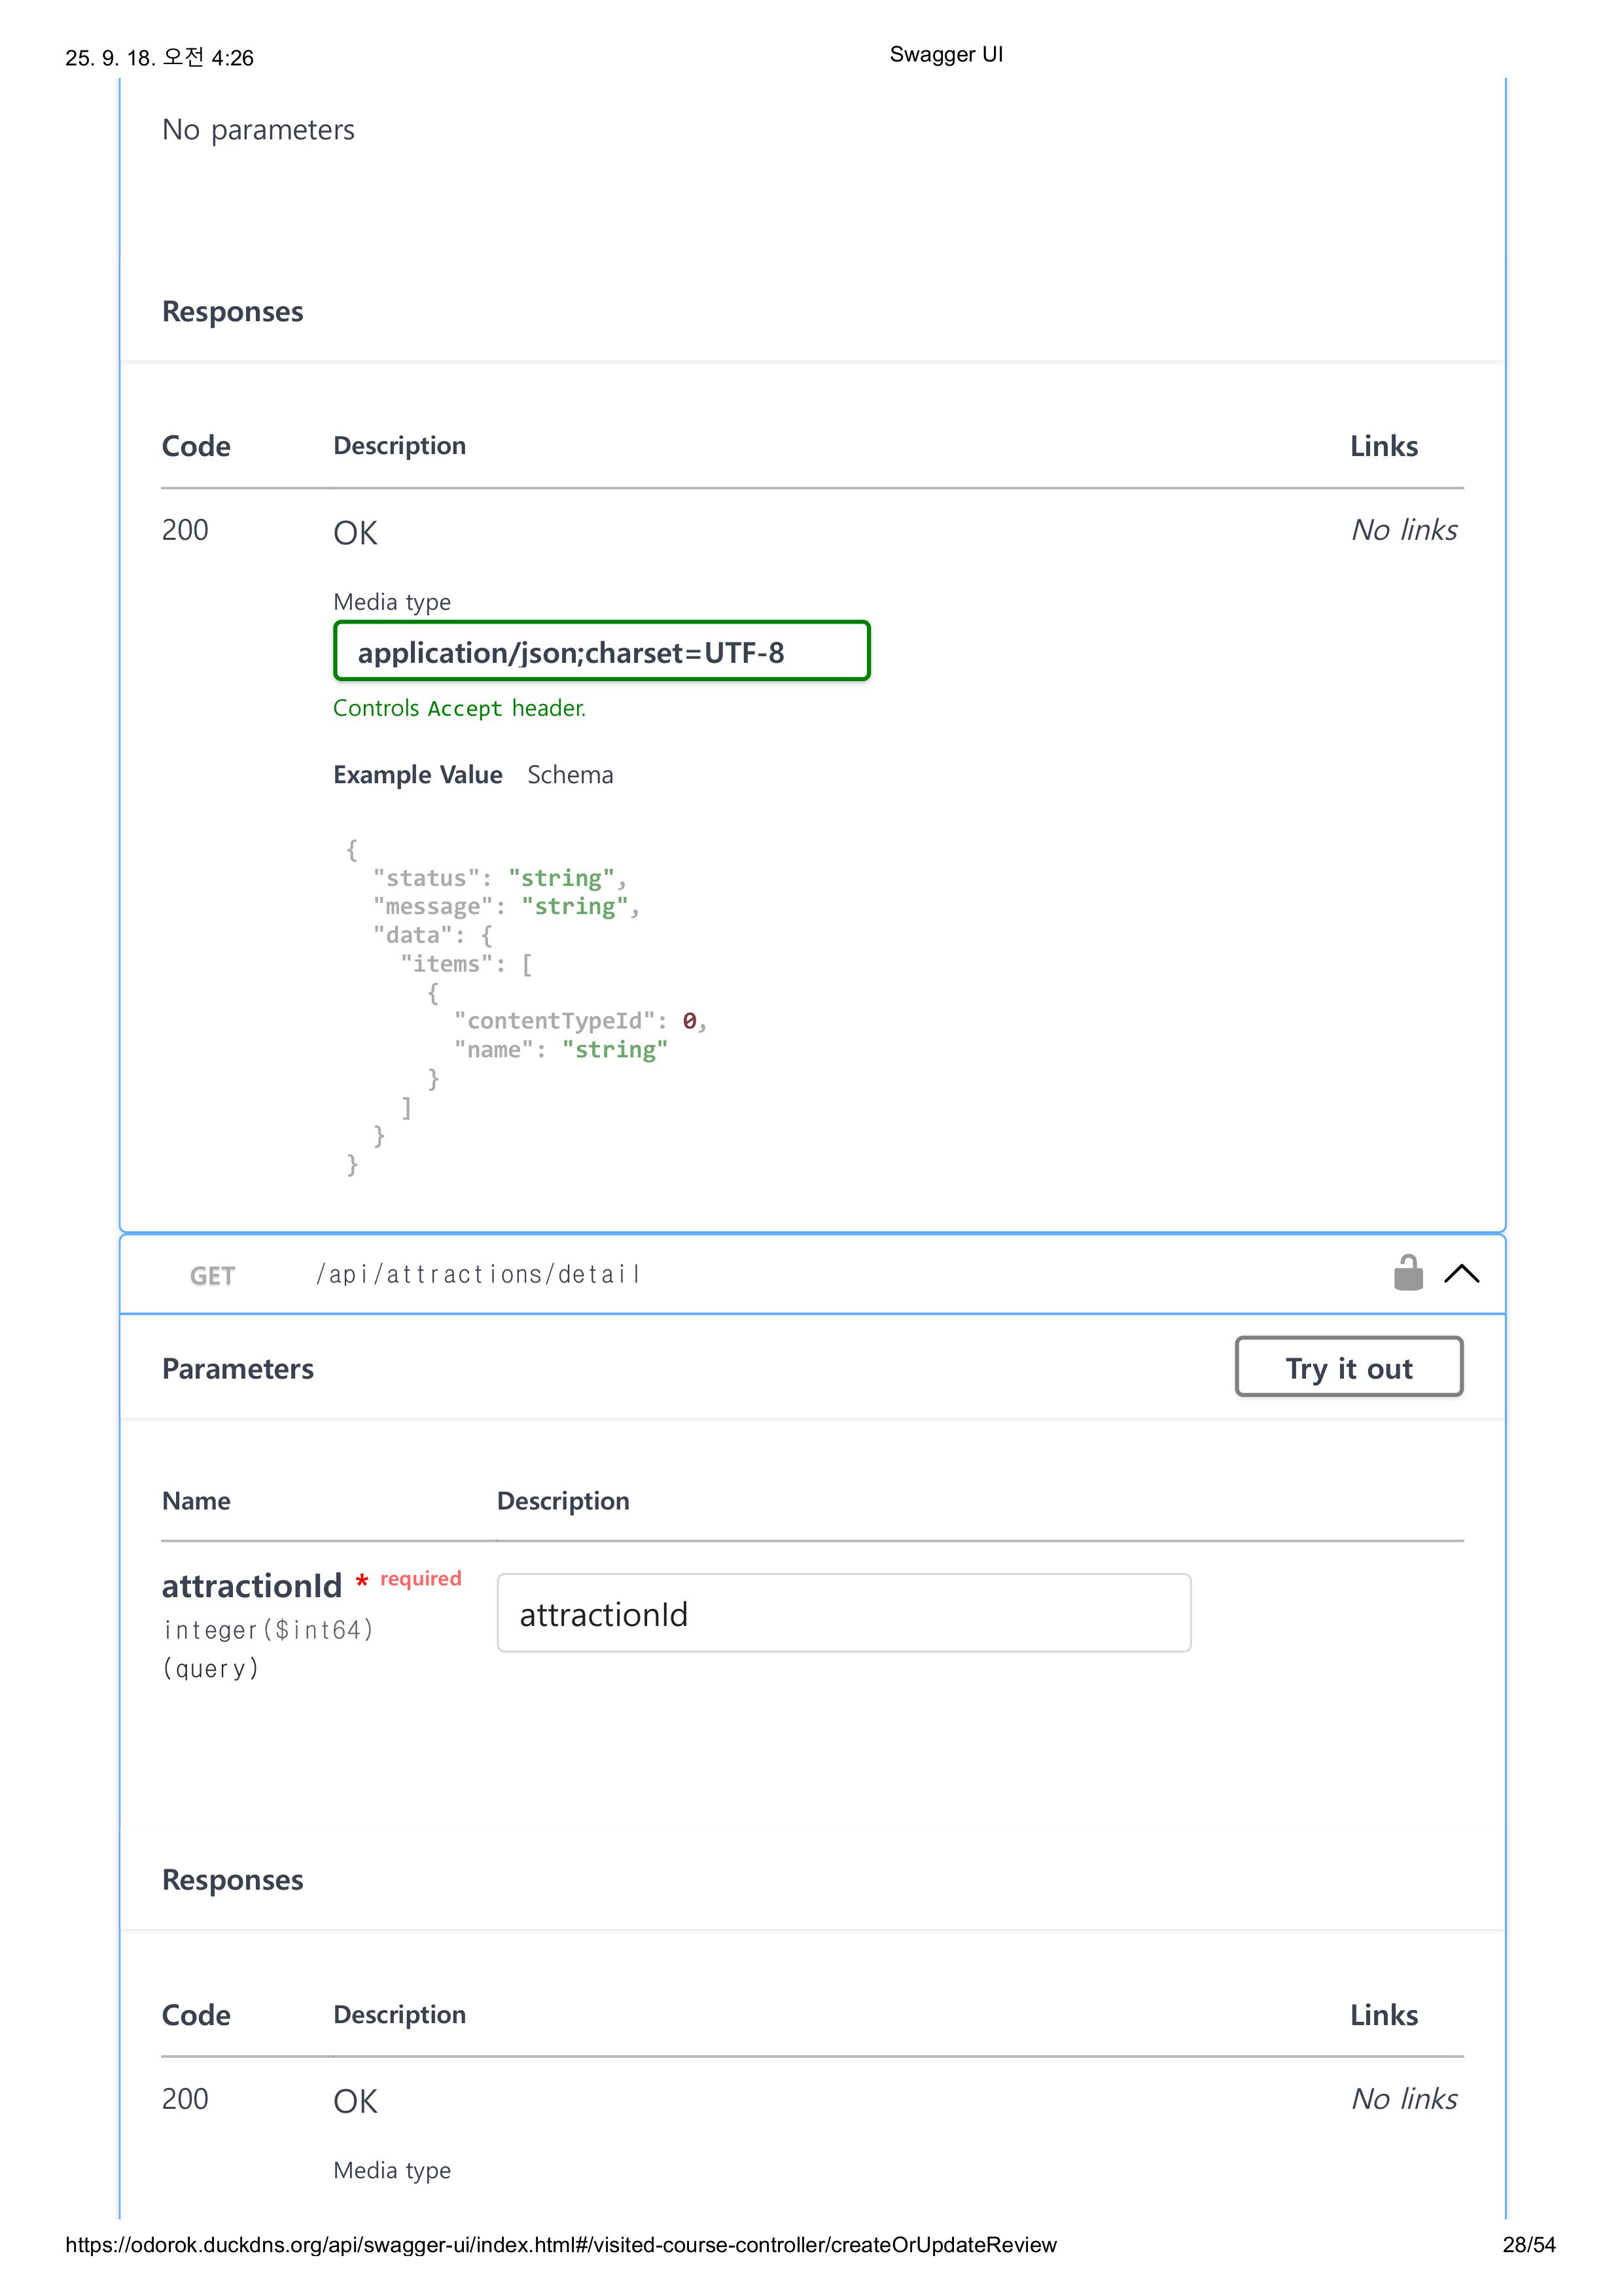 25. 9. 18. 오전 4:26
Swagger UI
No parameters
Responses
Code Description Links
200 OK No links
Media type
application/json;charset=UTF-8
Controls Accept header.
Example Value Schema
{
  "status": "string",
  "message": "string",
  "data": {
    "items": [
      {
        "contentTypeId": 0,
        "name": "string"
      }
    ]
  }
}
GET /api/attractions/detail
Parameters Try it out
Name Description
attractionId * required
integer($int64)
(query)
attractionId
Responses
Code Description Links
200 OK No links
Media type
https://odorok.duckdns.org/api/swagger-ui/index.html#/visited-course-controller/createOrUpdateReview 28/54